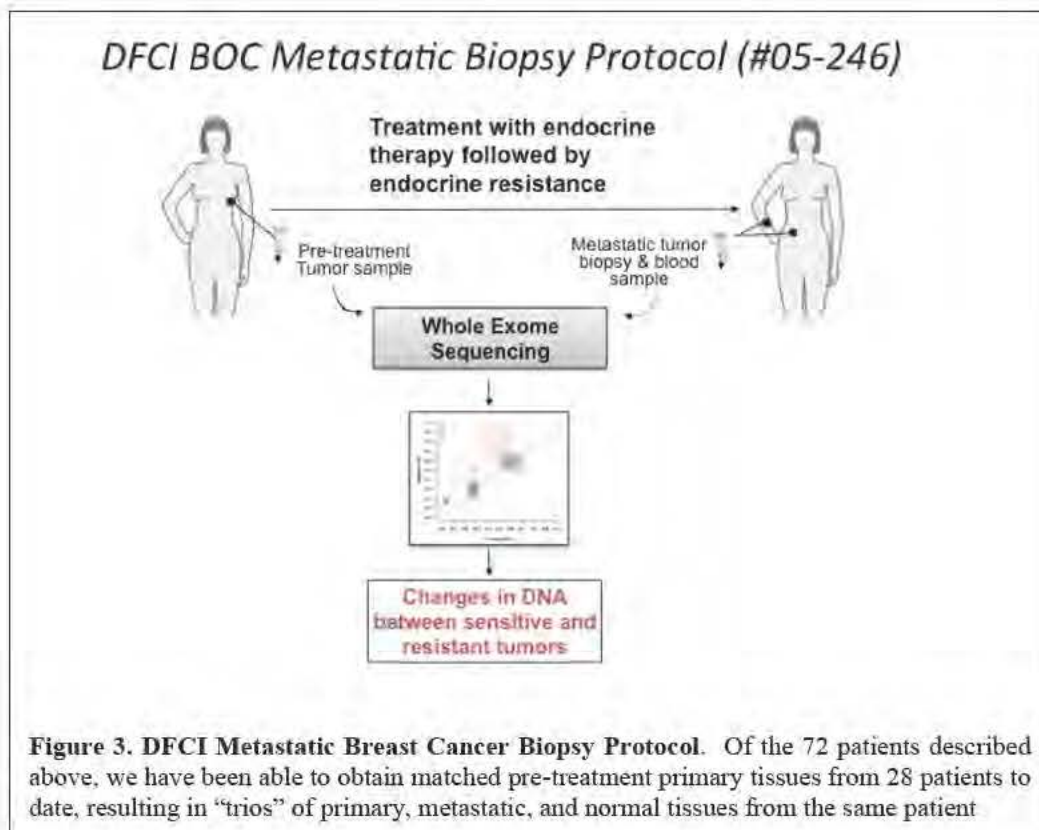 DFCI BOC Metastatic Biopsy Protocol (#05-246)
Treatment with endocrine
therapy followed by
endocrine resistance
Pre-treatment
Tumor sample
Metastatic tumor
biopsy & blood
sample
Whole Exome
Sequencing
Changes in DNA
between sensitive and
resistant tumors
Figure 3. DFCI Metastatic Breast Cancer Biopsy Protocol. Of the 72 patients described
above, we have been able to obtain matched pre-treatment primary tissues from 28 patients to
date, resulting in “trios” of primary, metastatic, and normal tissues from the same patient